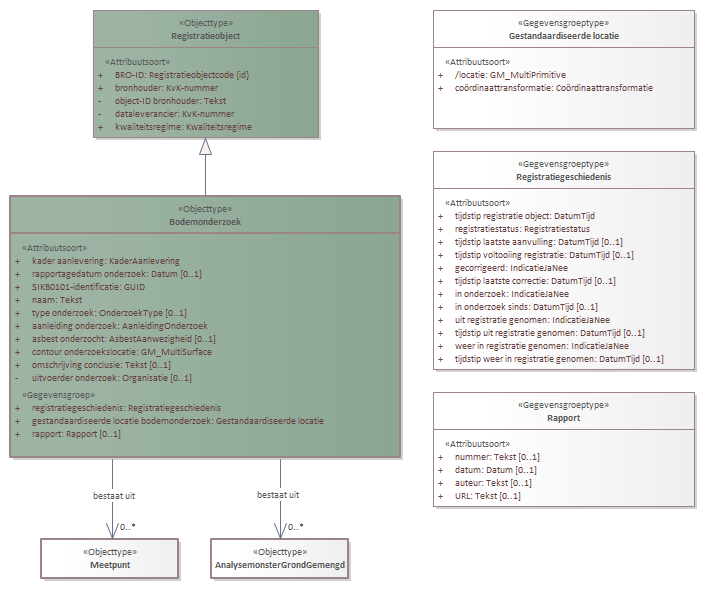 «Objecttype»
Registratieobject
«Attribuutsoort»
+ BRO-ID: Registratieobjectcode {id}
+ bronhouder: KvK-nummer
- object-ID bronhouder: Tekst
- dataleverancier: KvK-nummer
+ kwaliteitsregime: Kwaliteitsregime
«Objecttype»
Bodemonderzoek
«Attribuutsoort»
+ kader aanlevering: KaderAanlevering
+ rapportagedatum onderzoek: Datum [0..1]
+ SIKB0101-identificatie: GUID
+ naam: Tekst
+ type onderzoek: OnderzoekType [0..1]
+ aanleiding onderzoek: AanleidingOnderzoek
+ asbest onderzocht: AsbestAanwezigheid [0..1]
+ contour onderzoekslocatie: GM_MultiSurface
+ omschrijving conclusie: Tekst [0..1]
- uitvoerder onderzoek: Organisatie [0..1]
«Gegevensgroep»
+ registratiegeschiedenis: Registratiegeschiedenis
+ gestandaardiseerde locatie bodemonderzoek: Gestandaardiseerde locatie
+ rapport: Rapport [0..1]
bestaat uit
0..*
«Objecttype»
Meetpunt
bestaat uit
0..*
«Objecttype»
AnalysemonsterGrondGemengd
«Gegevensgroeptype»
Gestandaardiseerde locatie
«Attribuutsoort»
+ /locatie: GM_MultiPrimitive
+ coördinaattransformatie: Coördinaattransformatie
«Gegevensgroeptype»
Registratiegeschiedenis
«Attribuutsoort»
+ tijdstip registratie object: DatumTijd
+ registratiestatus: Registratiestatus
+ tijdstip laatste aanvulling: DatumTijd [0..1]
+ tijdstip voltooiing registratie: DatumTijd [0..1]
+ gecorrigeerd: IndicatieJaNee
+ tijdstip laatste correctie: DatumTijd [0..1]
+ in onderzoek: IndicatieJaNee
+ in onderzoek sinds: DatumTijd [0..1]
+ uit registratie genomen: IndicatieJaNee
+ tijdstip uit registratie genomen: DatumTijd [0..1]
+ weer in registratie genomen: IndicatieJaNee
+ tijdstip weer in registratie genomen: DatumTijd [0..1]
«Gegevensgroeptype»
Rapport
«Attribuutsoort»
+ nummer: Tekst [0..1]
+ datum: Datum [0..1]
+ auteur: Tekst [0..1]
+ URL: Tekst [0..1]